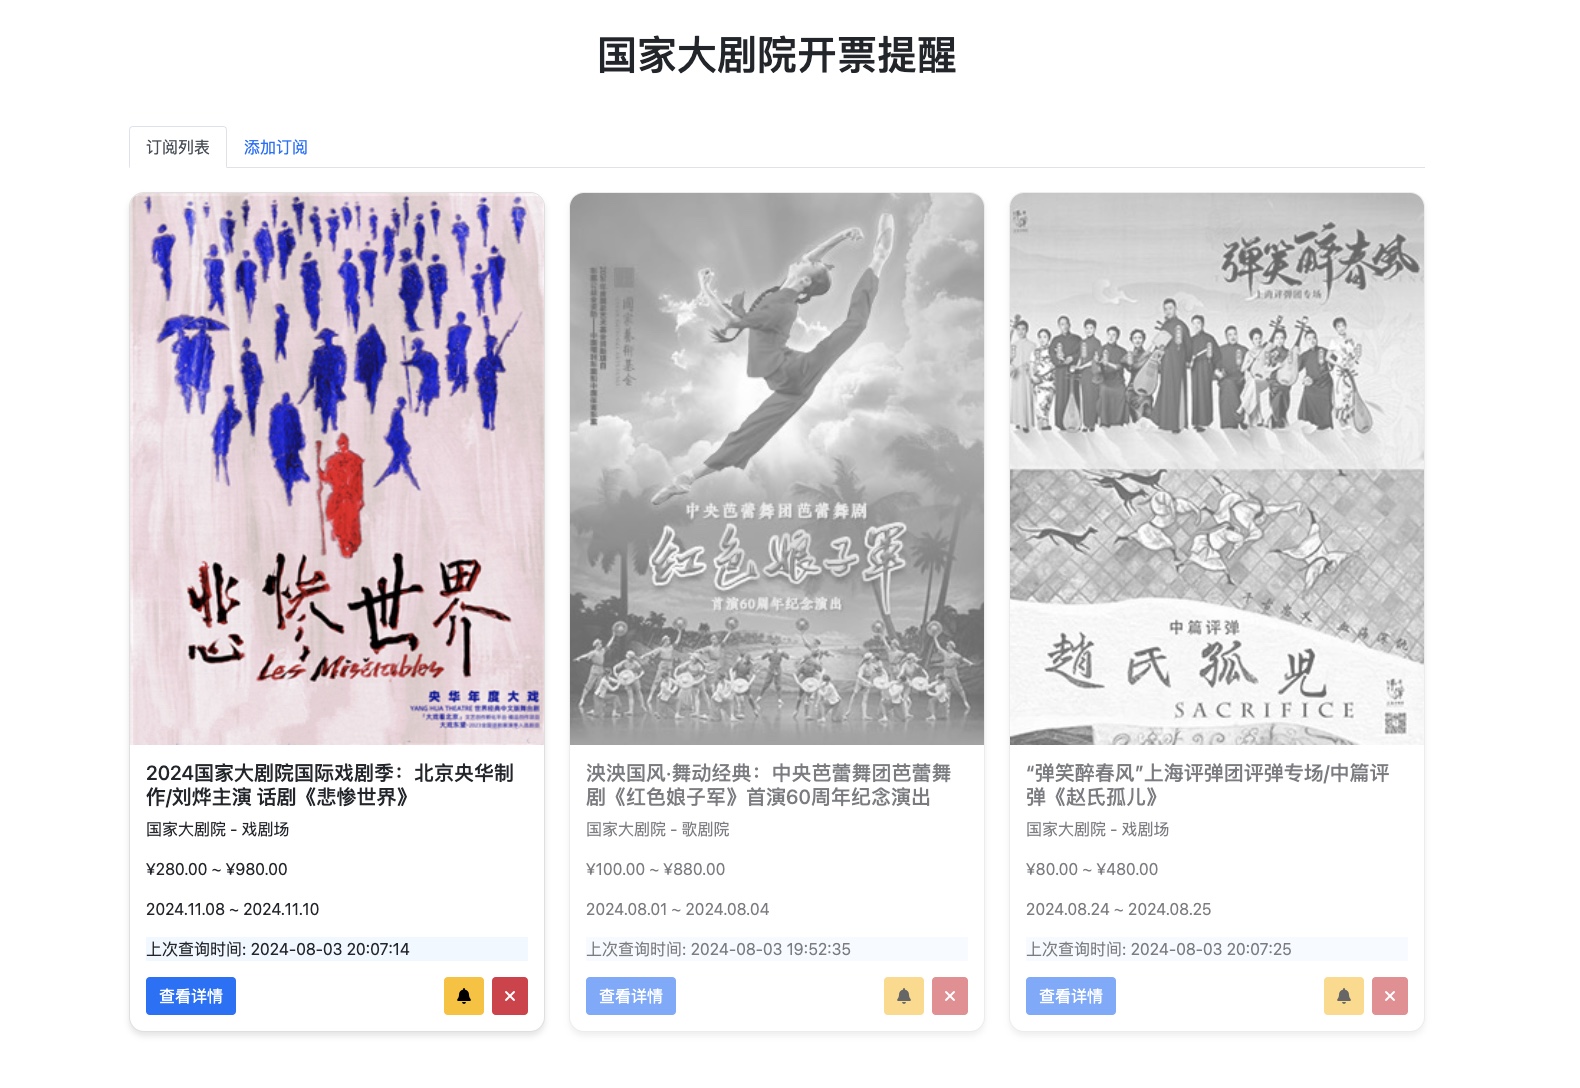 国家大剧院开票提醒
订阅列表
添加订阅
悲惨世界
Les Misérables
央华年度大戏
YANG HUA THEATRE 世界经典中文版舞台剧
国家艺术基金
中央芭蕾舞团芭蕾舞剧
红色娘子军
首演60周年纪念演出
弹笑醉春风
上海评弹团专场
中篇评弹
趙氏孤児
SACRIFICE
2024国家大剧院国际戏剧季：北京央华制
作/刘烨主演 话剧《悲惨世界》
国家大剧院 - 戏剧场
¥280.00 ~ ¥980.00
2024.11.08 ~ 2024.11.10
上次查询时间: 2024-08-03 20:07:14
查看详情
泱泱国风·舞动经典：中央芭蕾舞团芭蕾舞
剧《红色娘子军》首演60周年纪念演出
国家大剧院 - 歌剧院
¥100.00 ~ ¥880.00
2024.08.01 ~ 2024.08.04
上次查询时间: 2024-08-03 19:52:35
查看详情
“弹笑醉春风”上海评弹团评弹专场/中篇评
弹《赵氏孤儿》
国家大剧院 - 戏剧场
¥80.00 ~ ¥480.00
2024.08.24 ~ 2024.08.25
上次查询时间: 2024-08-03 20:07:25
查看详情